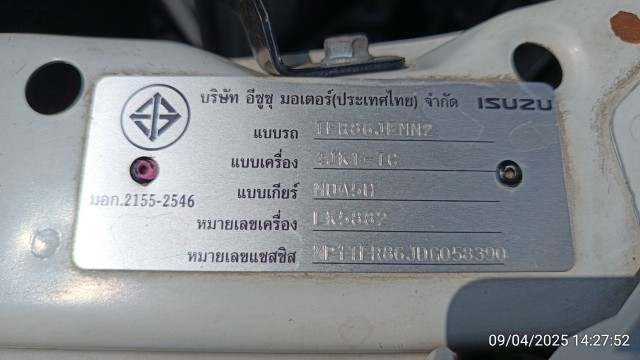 บริษัท อีซูซุ มอเตอร์(ประเทศไทย) จำกัด ISUZU
แบบรถ TFR86JEMN2
แบบเครื่อง 4JK1-TC
แบบเกียร์ NUA5H
มอก.2155-2546
หมายเลขเครื่อง LK5882
หมายเลขแชสซิส MP1TFR86JDG058390
09/04/2025 14:27:52